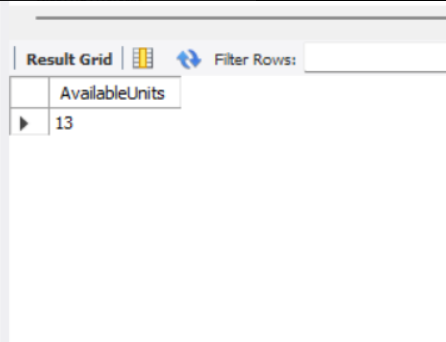 Result Grid Filter Rows:
AvailableUnits
13